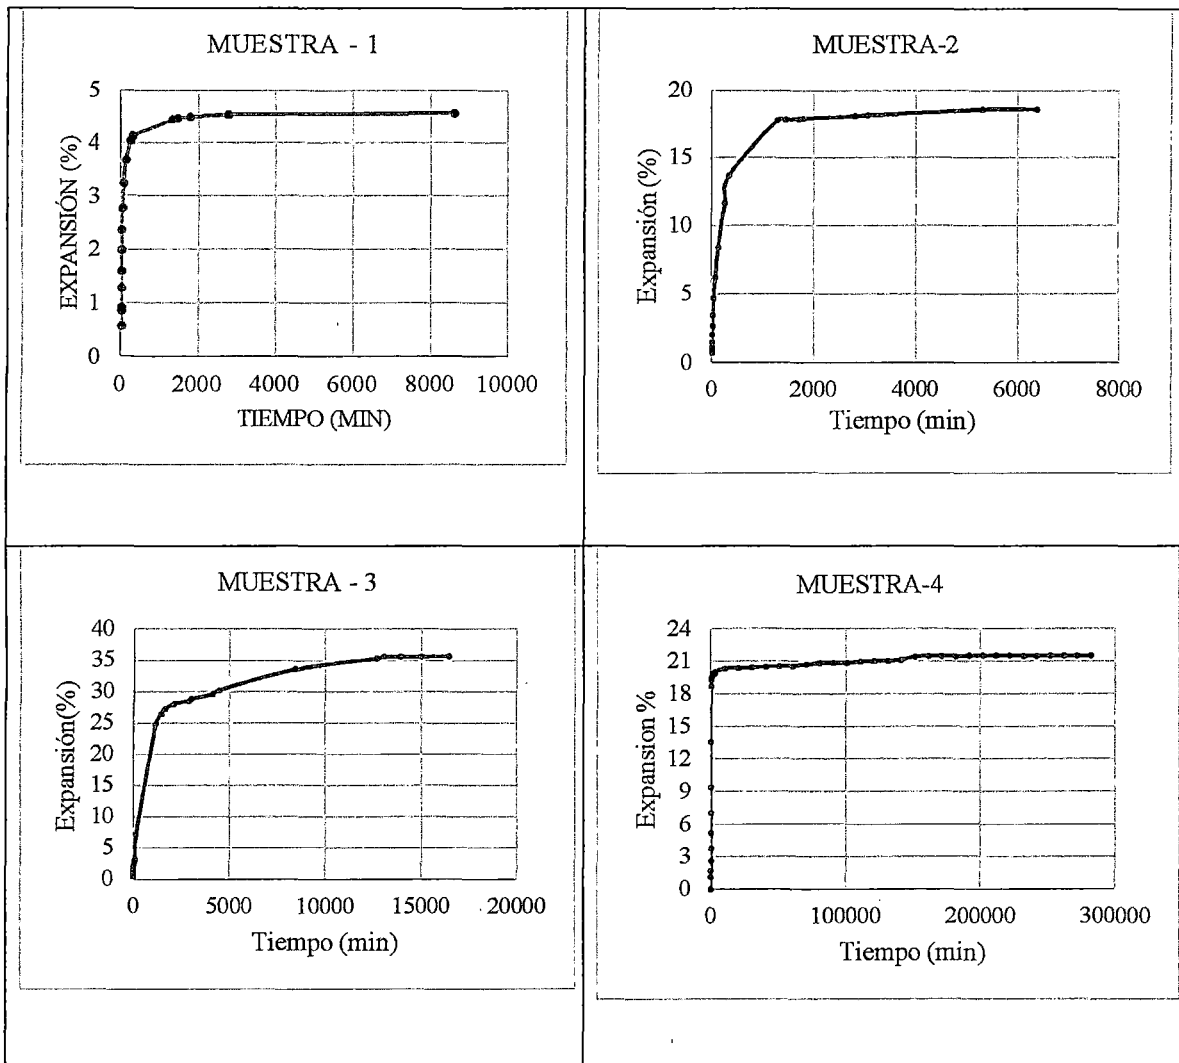 MUESTRA - 1
EXPANSIÓN (%)
5
4
3
2
1
0
0 2000 4000 6000 8000 10000
TIEMPO (MIN)
MUESTRA-2
Expansión (%)
20
15
10
5
0
0 2000 4000 6000 8000
Tiempo (min)
MUESTRA - 3
Expansión(%)
40
35
30
25
20
15
10
5
0
0 5000 10000 15000 20000
Tiempo (min)
MUESTRA-4
Expansion %
24
21
18
15
12
9
6
3
0
0 100000 200000 300000
Tiempo (min)